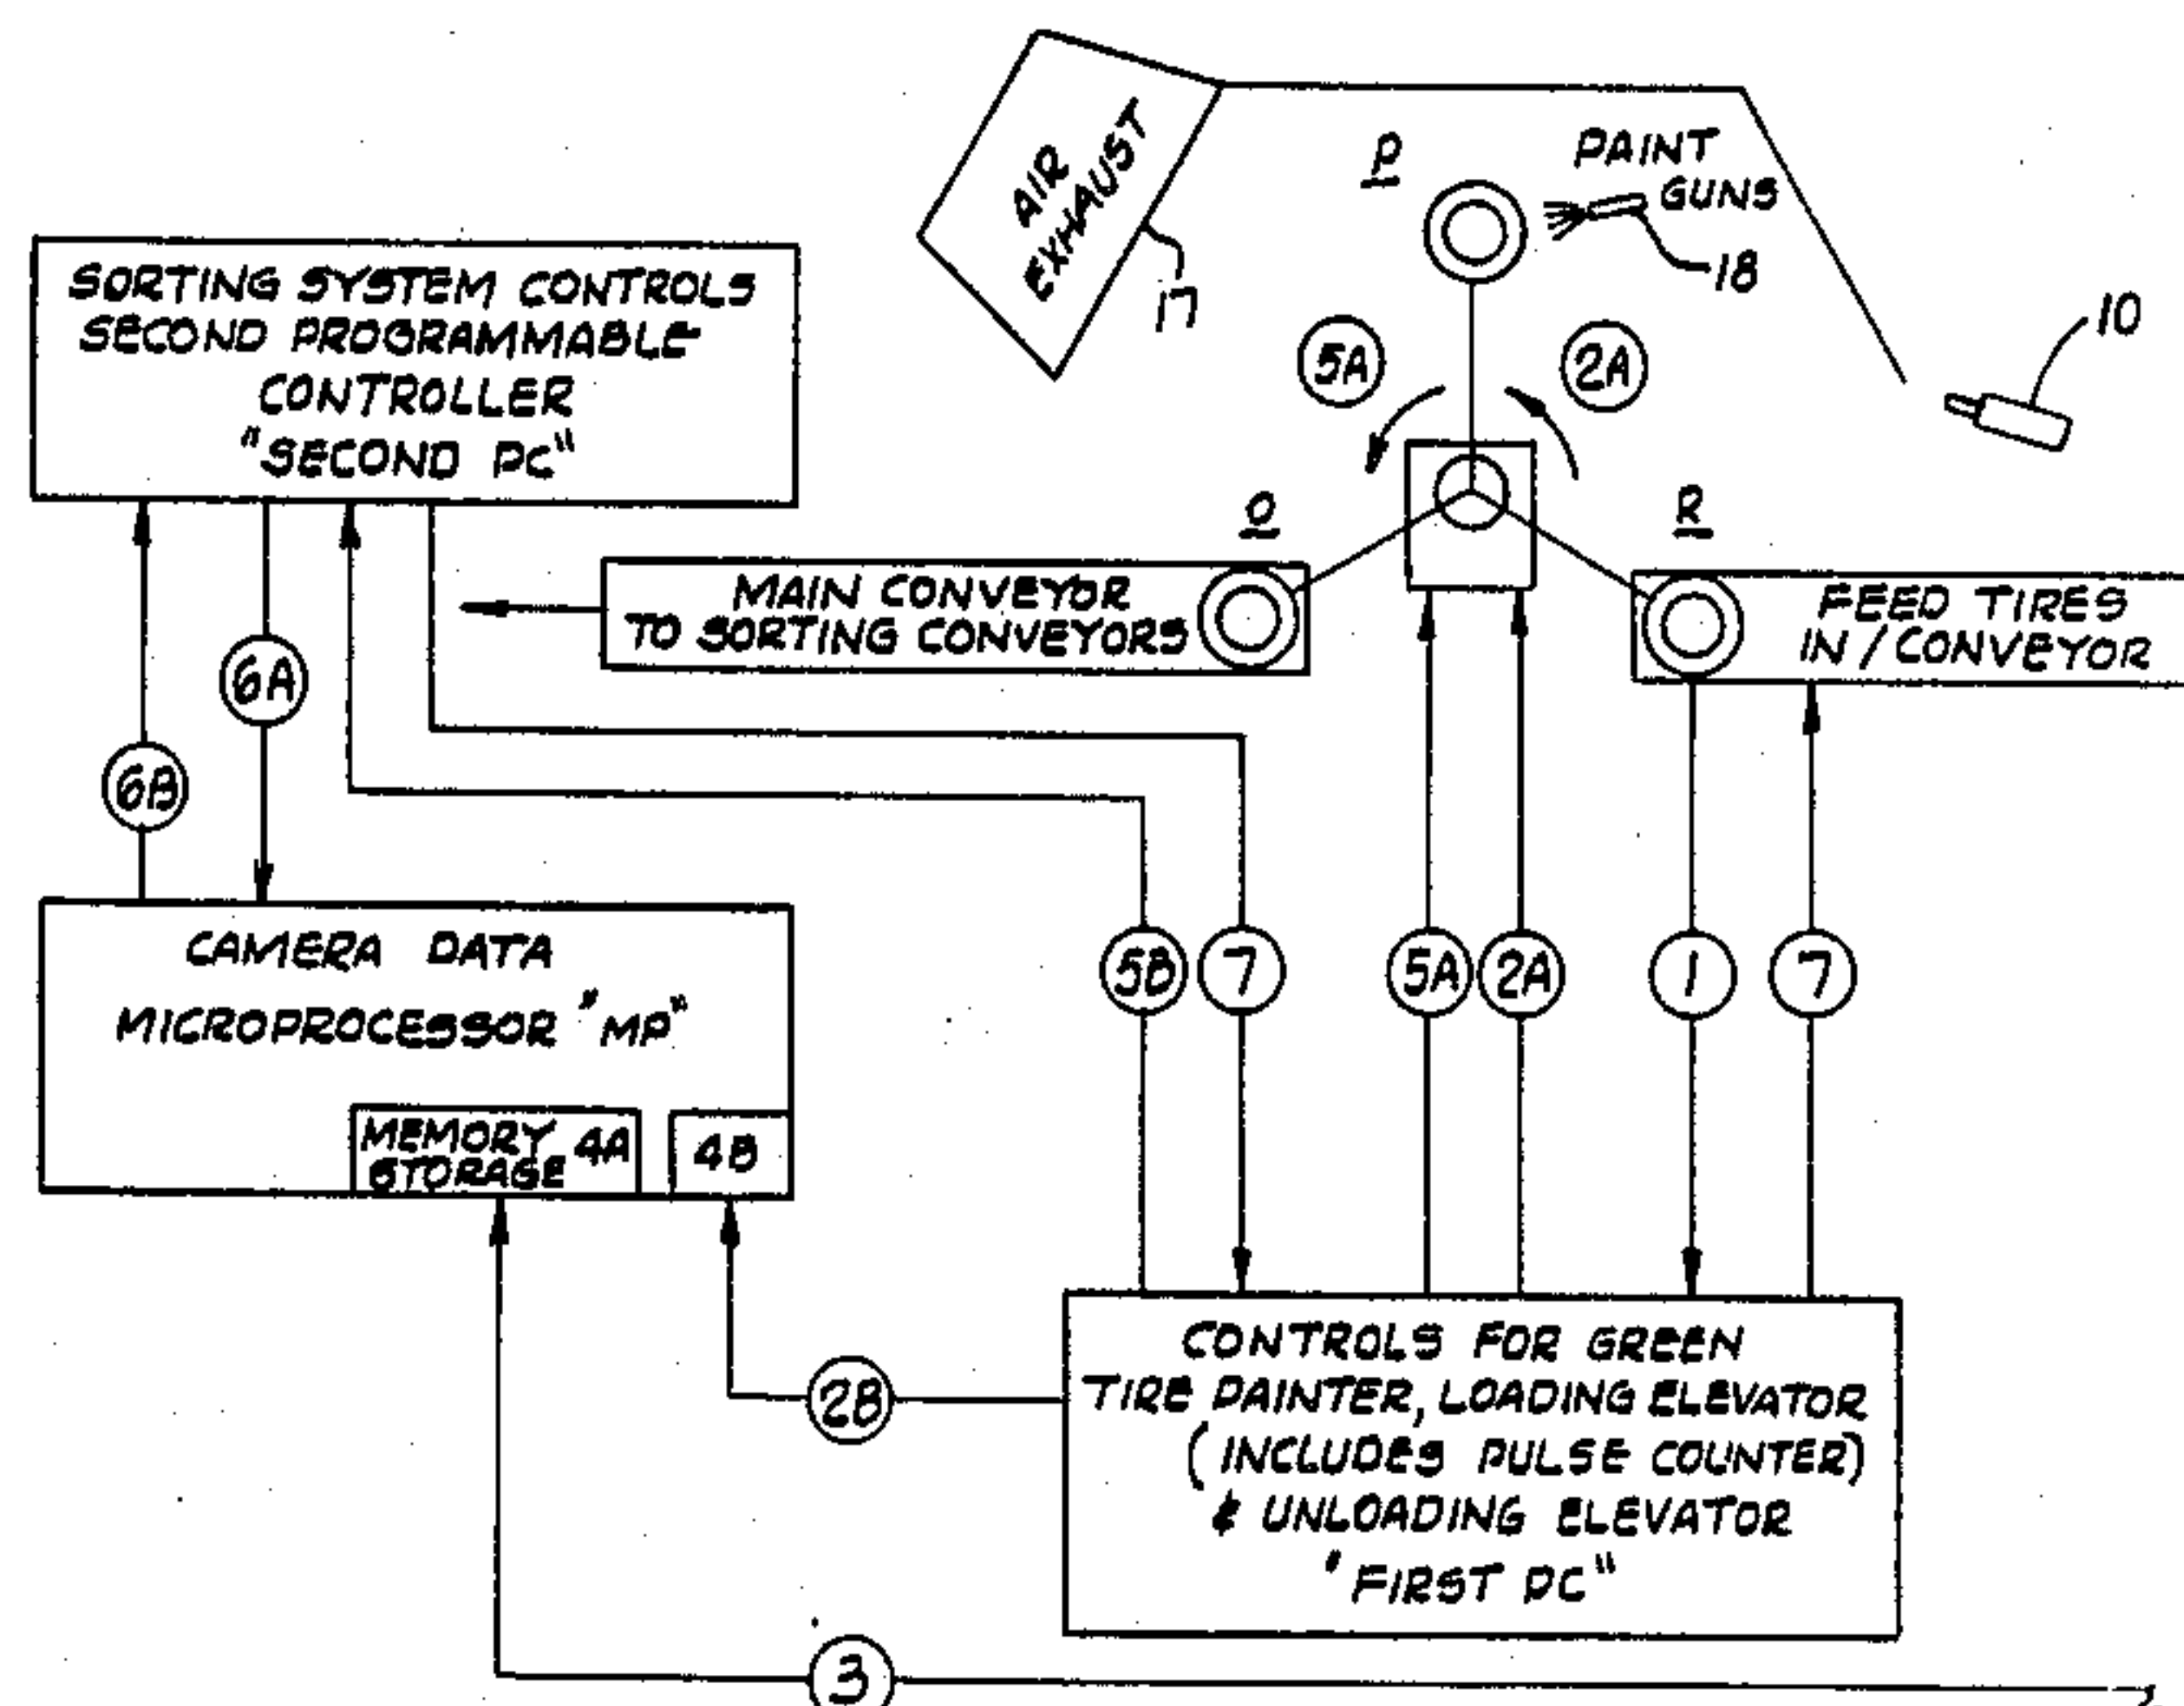 AIR
EXHAUST
17
P
PAINT
GUNS
18
10
SORTING SYSTEM CONTROLS
SECOND PROGRAMMABLE
CONTROLLER
"SECOND PC"
5A
2A
O
R
MAIN CONVEYOR
TO SORTING CONVEYORS
FEED TIRES
IN/CONVEYOR
6A
6B
5B
7
5A
2A
1
7
CAMERA DATA
MICROPROCESSOR "MP"
MEMORY
STORAGE 4A
4B
2B
CONTROLS FOR GREEN
TIRE PAINTER, LOADING ELEVATOR
(INCLUDES PULSE COUNTER)
& UNLOADING ELEVATOR
"FIRST PC"
3